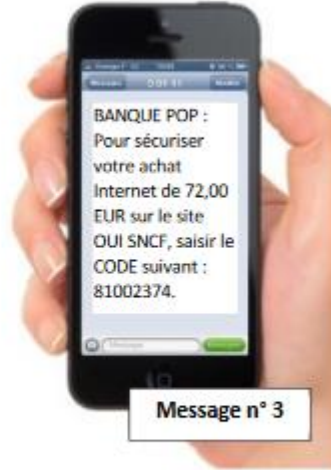 BANQUE POP :
Pour sécuriser
votre achat
Internet de 72,00
EUR sur le site
OUI SNCF, saisir le
CODE suivant :
81002374.
Message n° 3